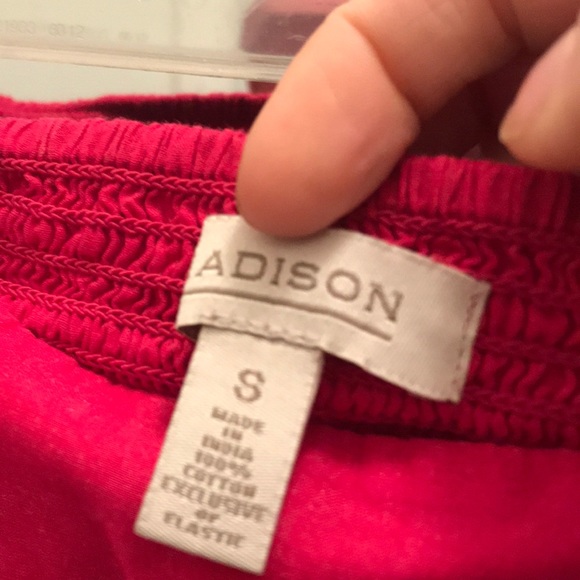 ADISON
S
MADE
IN
INDIA
100%
COTTON
EXCLUSIVE
OF
ELASTIC